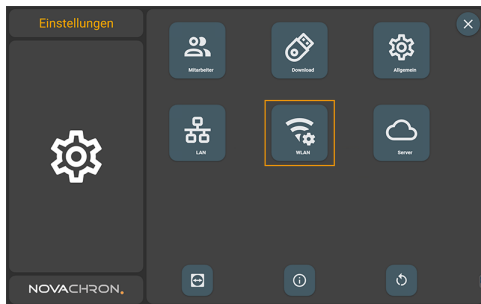 Einstellungen
Mitarbeiter
Download
Allgemein
LAN
WLAN
Server
NOVACHRON.